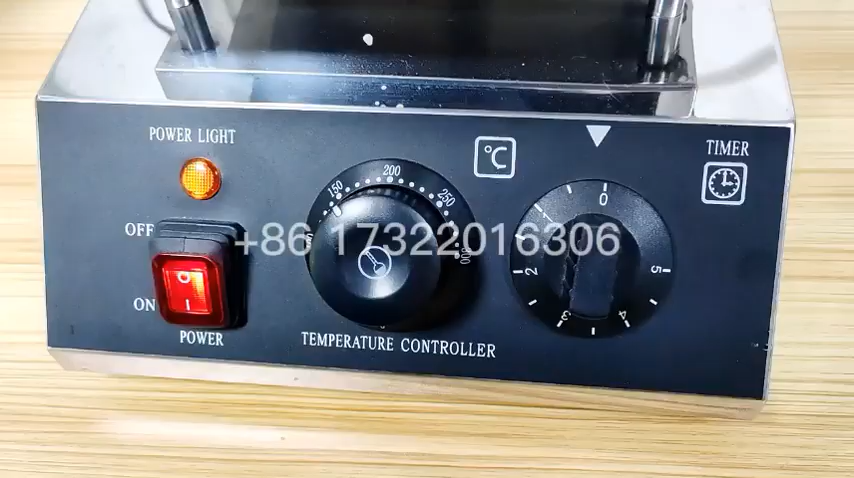 POWER LIGHT
°C
TIMER
150
200
250
300
0
1
2
3
4
5
OFF
ON
POWER
TEMPERATURE CONTROLLER
+86 17322016306